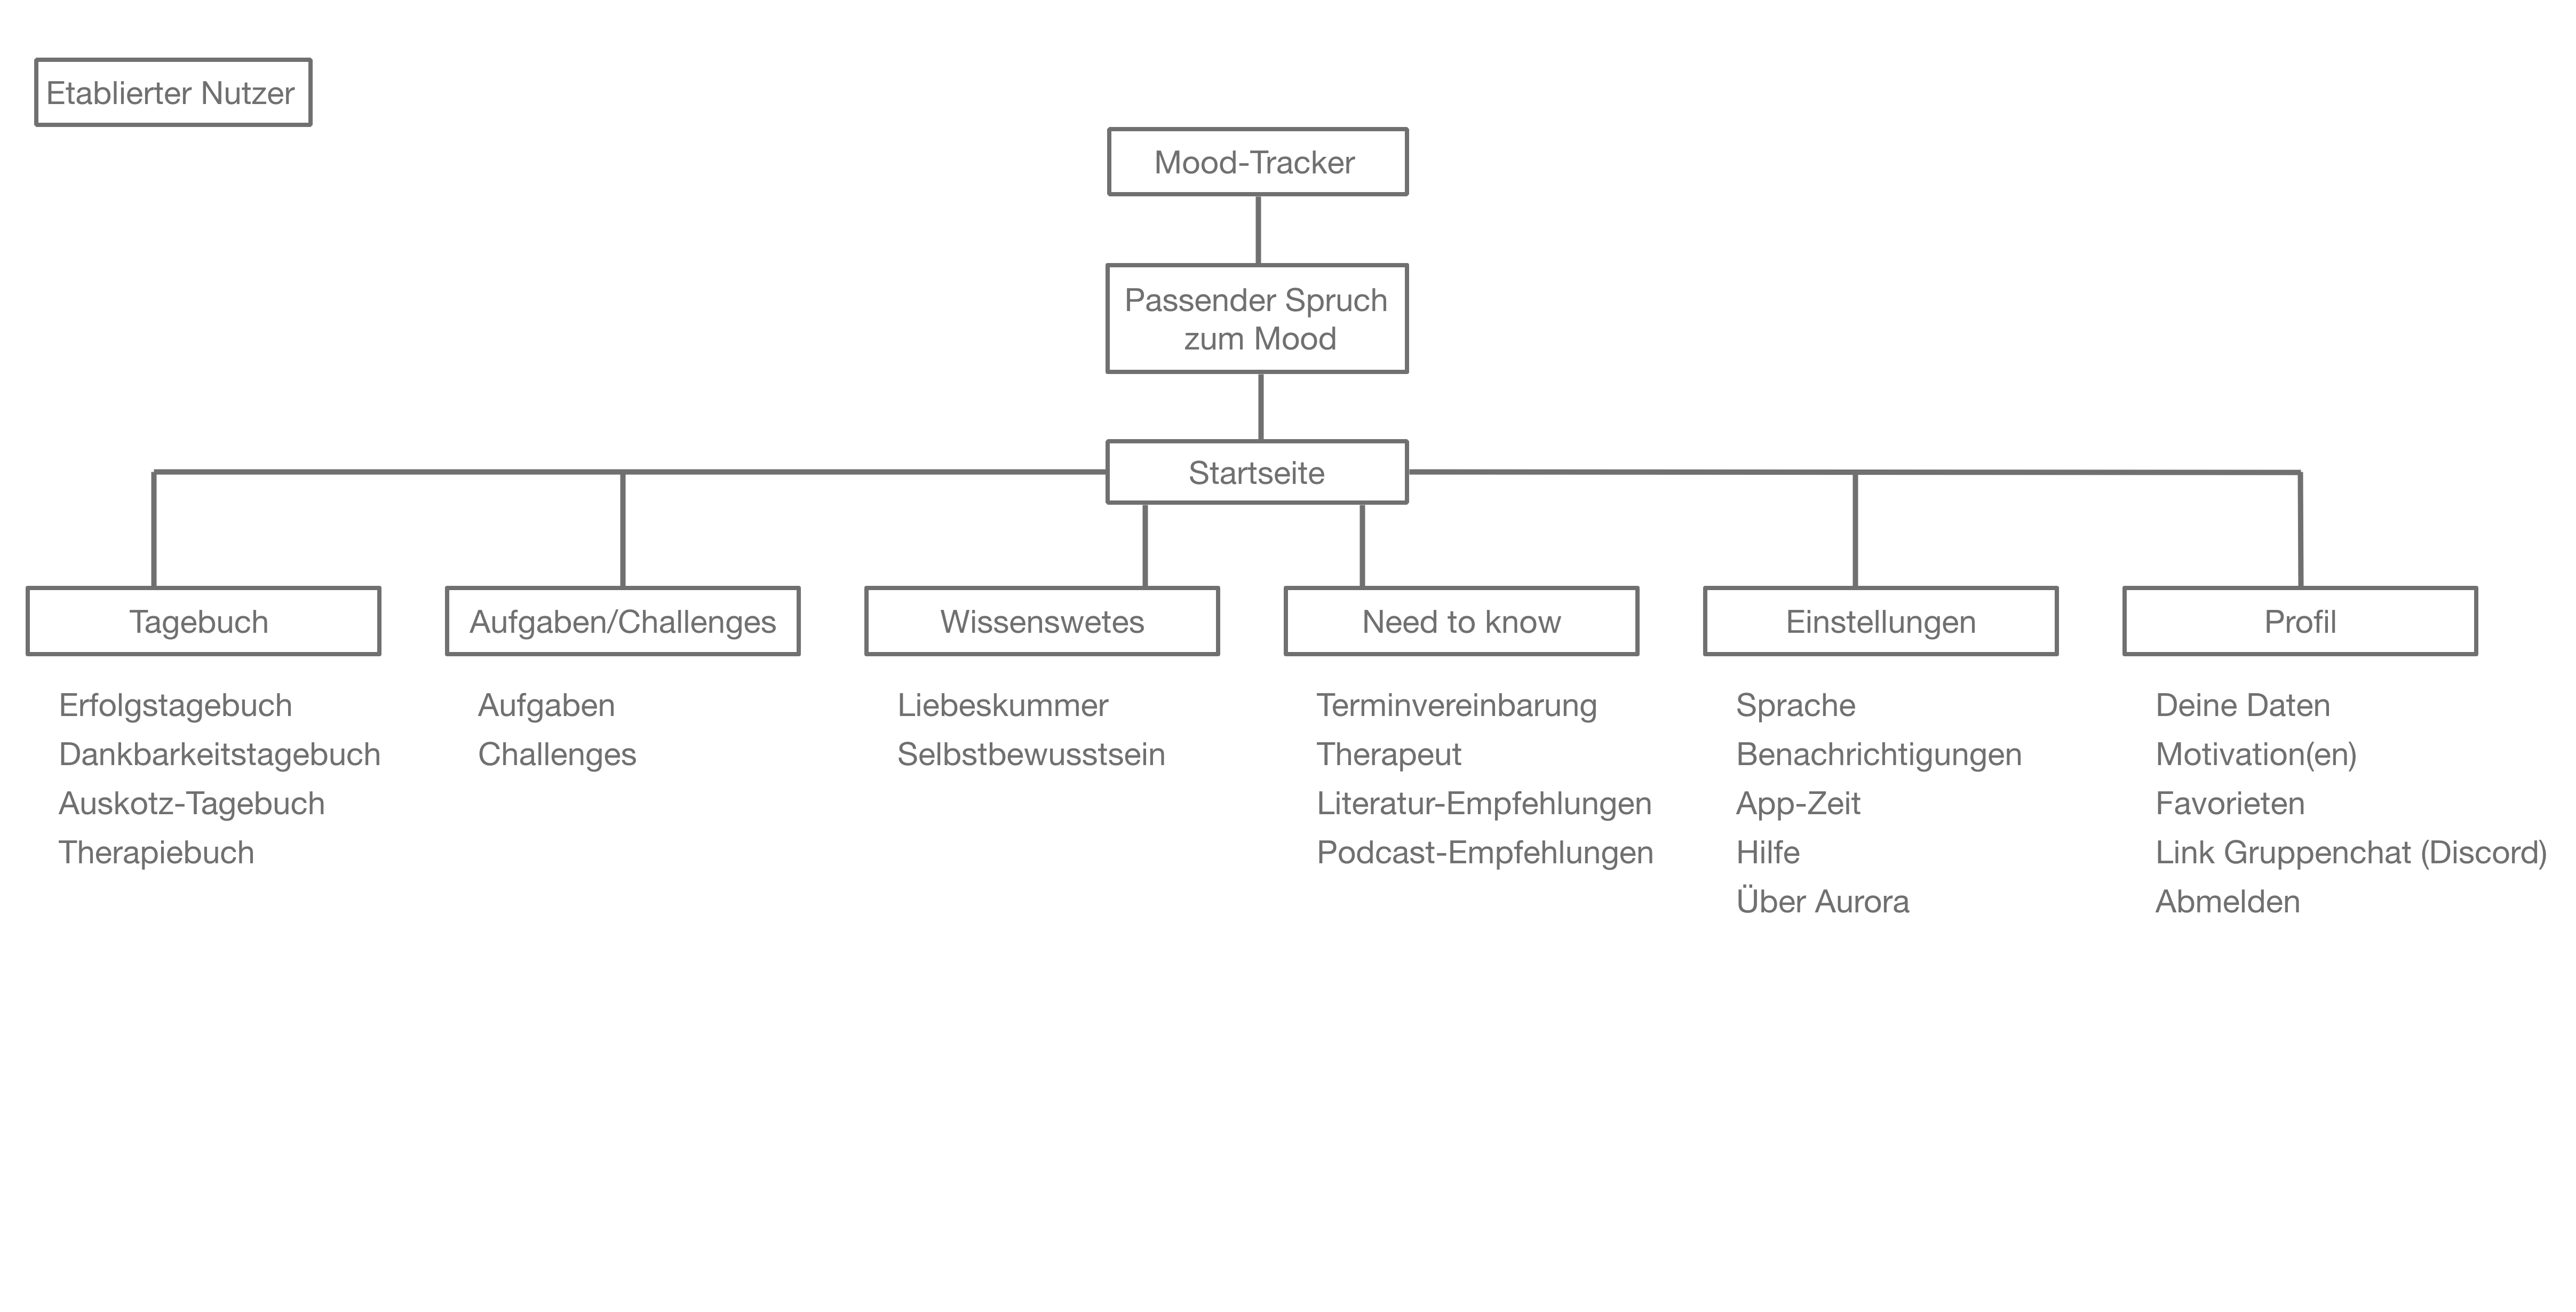 Etablierter Nutzer
Mood-Tracker
Passender Spruch
zum Mood
Startseite
Tagebuch
Erfolgstagebuch
Dankbarkeitstagebuch
Auskotz-Tagebuch
Therapiebuch
Aufgaben/Challenges
Aufgaben
Challenges
Wissenswetes
Liebeskummer
Selbstbewusstsein
Need to know
Terminvereinbarung
Therapeut
Literatur-Empfehlungen
Podcast-Empfehlungen
Einstellungen
Sprache
Benachrichtigungen
App-Zeit
Hilfe
Über Aurora
Profil
Deine Daten
Motivation(en)
Favorieten
Link Gruppenchat (Discord)
Abmelden